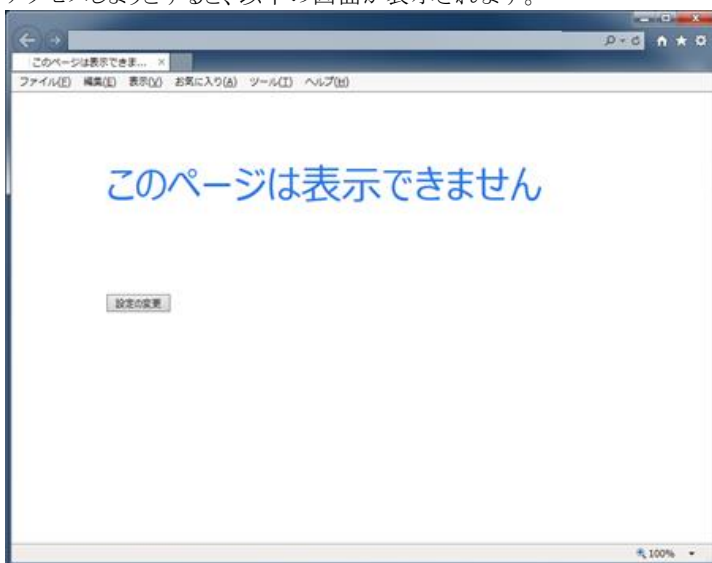 アクセスしようとすると、以下の画面が表示されます。
このページは表示できま... ×
ファイル(F) 編集(E) 表示(V) お気に入り(A) ツール(T) ヘルプ(H)
このページは表示できません
設定の変更
100%